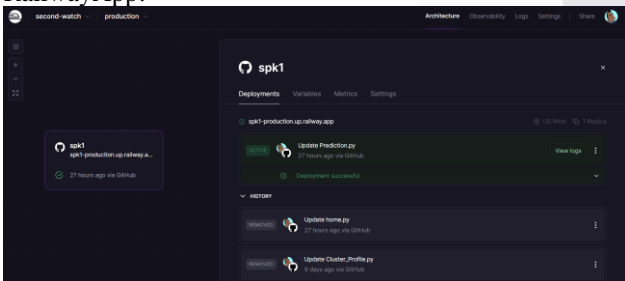 RailwayApp.
second-watch
production
Architecture Observability Logs Settings Share
spk1
Deployments Variables Metrics Settings
spk1-production.up.railway.app
US West 1 Replica
ACTIVE
Update Prediction.py
27 hours ago via GitHub
View logs
Deployment successful
HISTORY
REMOVED
Update home.py
27 hours ago via GitHub
REMOVED
Update Cluster_Profile.py
9 days ago via GitHub
spk1
spk1-production.up.railway.a...
27 hours ago via GitHub